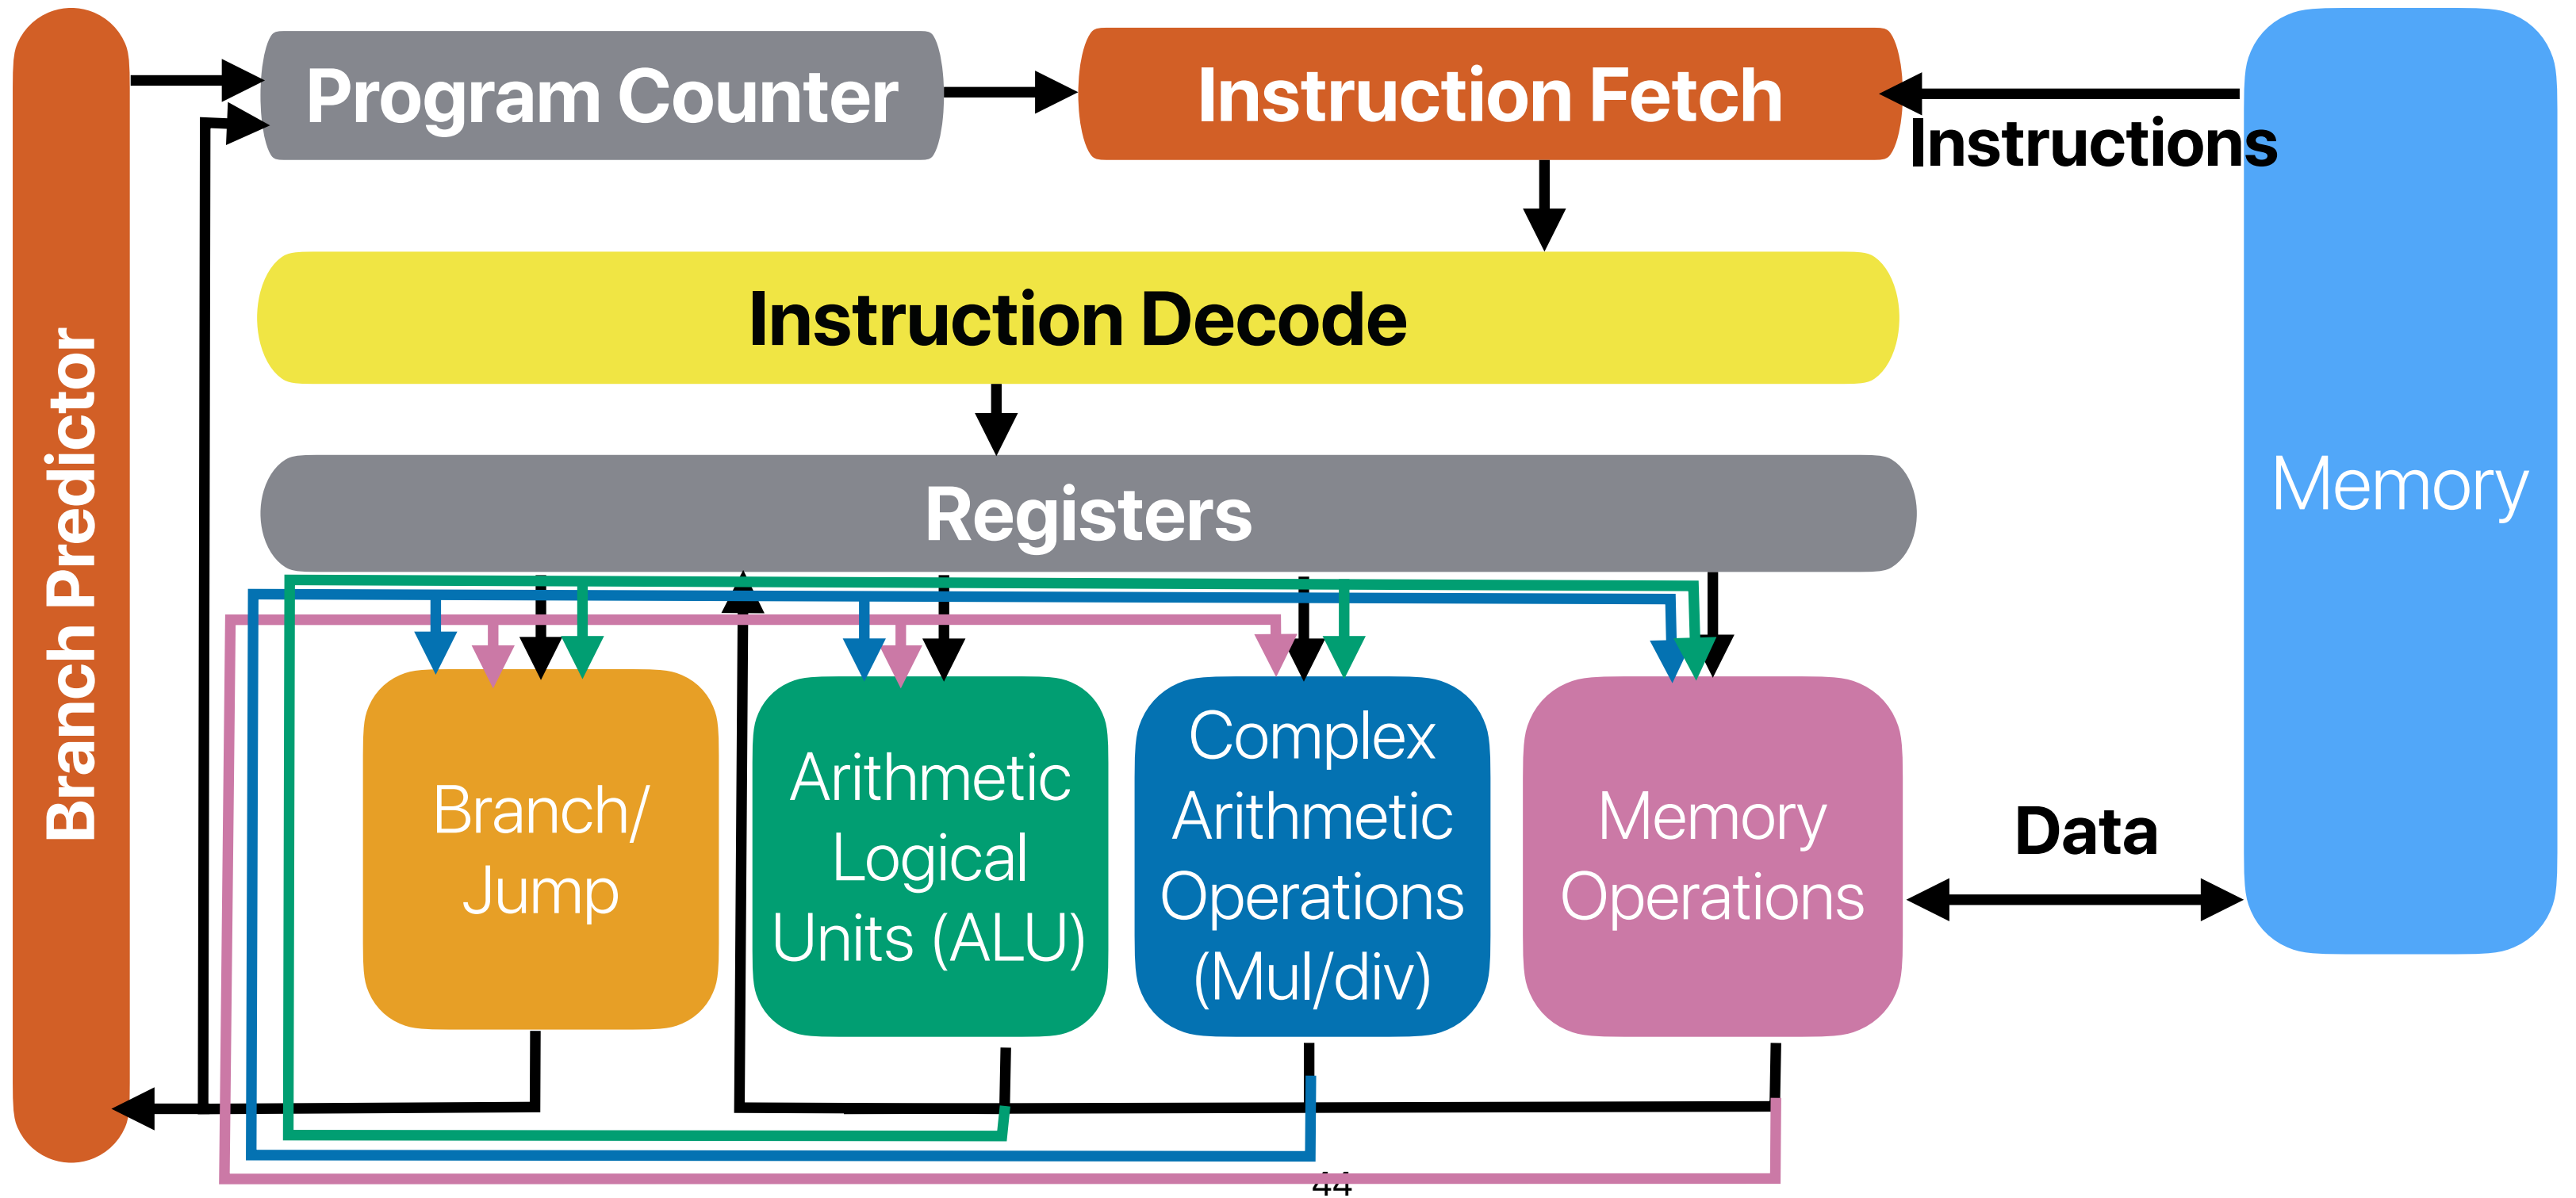 Branch Predictor
Program Counter
Instruction Fetch
Instructions
Instruction Decode
Registers
Memory
Branch/
Jump
Arithmetic
Logical
Units (ALU)
Complex
Arithmetic
Operations
(Mul/div)
Memory
Operations
Data
44